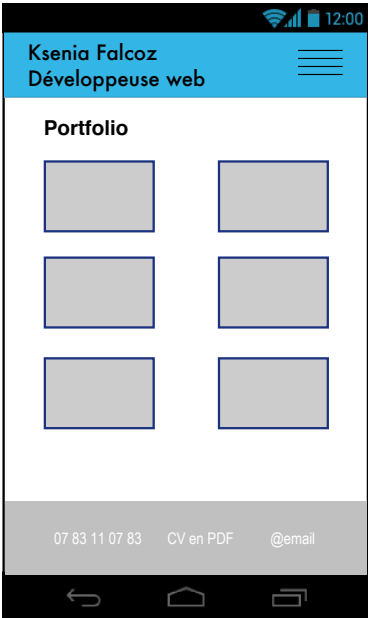 12:00
Ksenia Falcoz
Développeuse web
Portfolio
07 83 11 07 83 CV en PDF @email